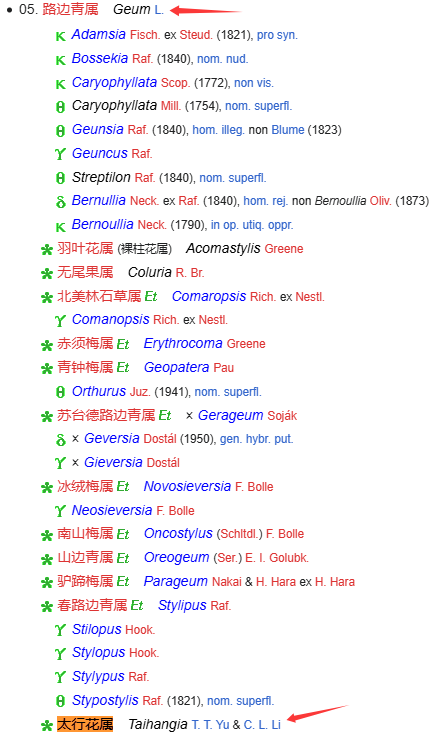 • 05. 路边青属 Geum L.
κ Adamsia Fisch. ex Steud. (1821), pro syn.
κ Bossekia Raf. (1840), nom. nud.
κ Caryophyllata Scop. (1772), non vis.
θ Caryophyllata Mill. (1754), nom. superfl.
θ Geunsia Raf. (1840), hom. illeg. non Blume (1823)
ϒ Geuncus Raf.
θ Streptilon Raf. (1840), nom. superfl.
δ Bernullia Neck. ex Raf. (1840), hom. rej. non Bernoullia Oliv. (1873)
κ Bernoullia Neck. (1790), in op. utiq. oppr.
✽ 羽叶花属 (裸柱花属) Acomastylis Greene
✽ 无尾果属 Coluria R. Br.
✽ 北美林石草属 Et Comaropsis Rich. ex Nestl.
ϒ Comanopsis Rich. ex Nestl.
✽ 赤须梅属 Et Erythrocoma Greene
✽ 青钟梅属 Et Geopatera Pau
θ Orthurus Juz. (1941), nom. superfl.
✽ 苏台德路边青属 Et × Gerageum Soják
δ × Geversia Dostál (1950), gen. hybr. put.
ϒ × Gieversia Dostál
✽ 冰绒梅属 Et Novosieversia F. Bolle
ϒ Neosieversia F. Bolle
✽ 南山梅属 Et Oncostylus (Schltdl.) F. Bolle
✽ 山边青属 Et Oreogeum (Ser.) E. I. Golubk.
✽ 驴蹄梅属 Et Parageum Nakai & H. Hara ex H. Hara
✽ 春路边青属 Et Stylipus Raf.
ϒ Stilopus Hook.
ϒ Stylopus Hook.
ϒ Stylypus Raf.
θ Stypostylis Raf. (1821), nom. superfl.
✽ 太行花属 Taihangia T. T. Yu & C. L. Li